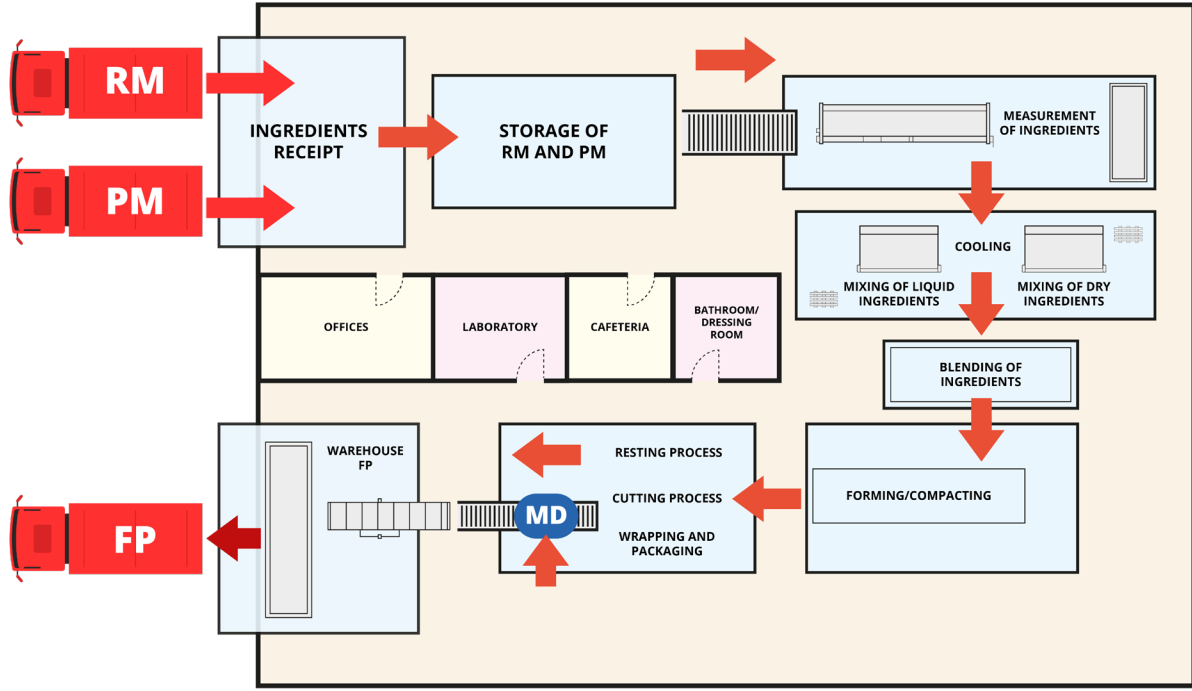 RM
INGREDIENTS
RECEIPT
PM
STORAGE OF
RM AND PM
MEASUREMENT
OF INGREDIENTS
COOLING
MIXING OF LIQUID
INGREDIENTS
MIXING OF DRY
INGREDIENTS
OFFICES
LABORATORY
CAFETERIA
BATHROOM/
DRESSING
ROOM
BLENDING OF
INGREDIENTS
FORMING/COMPACTING
RESTING PROCESS
CUTTING PROCESS
WRAPPING AND
PACKAGING
MD
WAREHOUSE
FP
FP